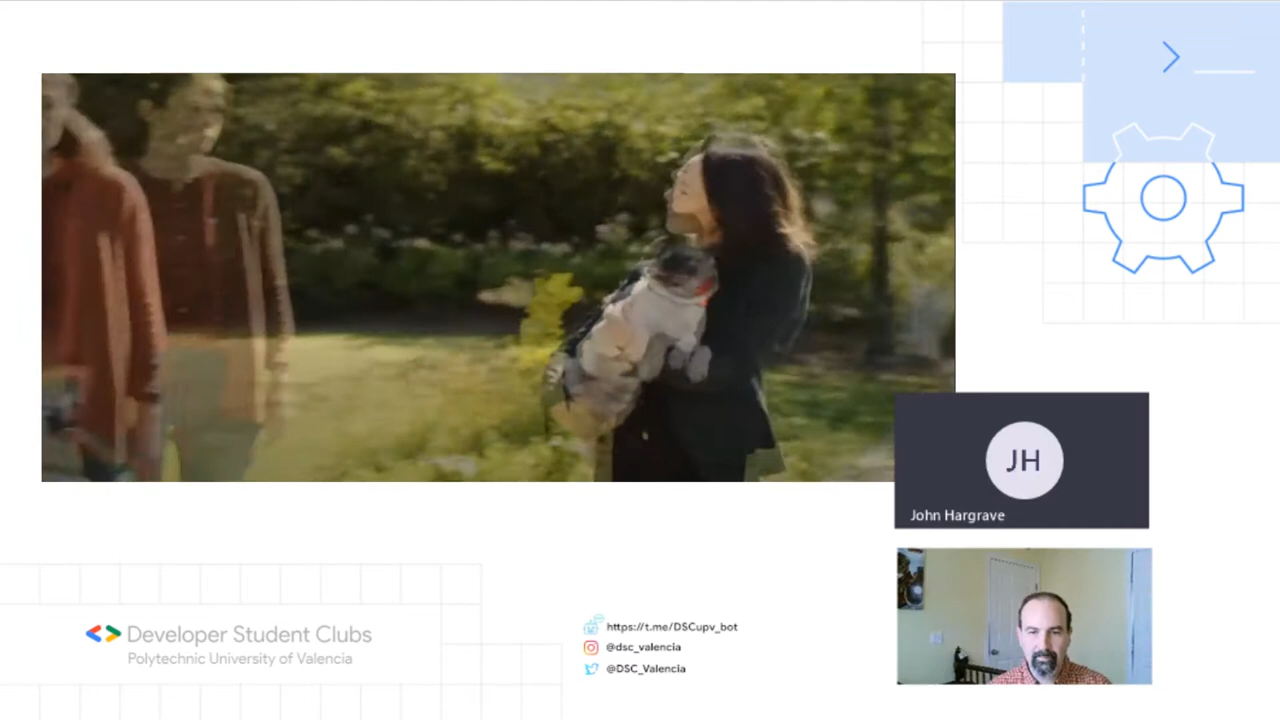 JH
John Hargrave
Developer Student Clubs
Polytechnic University of Valencia
https://t.me/DSCupv_bot
@dsc_valencia
@DSC_Valencia